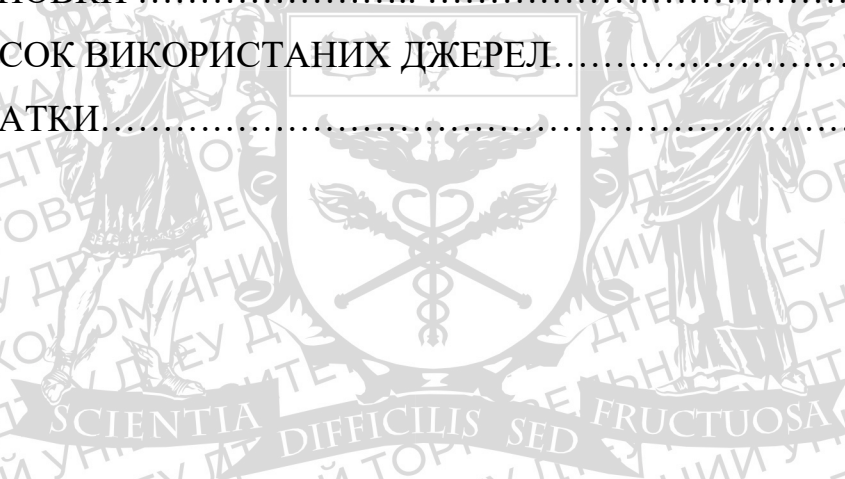 НОВКИ ………………….. ……………………………………
СОК ВИКОРИСТАНИХ ДЖЕРЕЛ……………………
АТКИ…………………………………………...………
SCIENTIA DIFFICILIS SED FRUCTUOSA